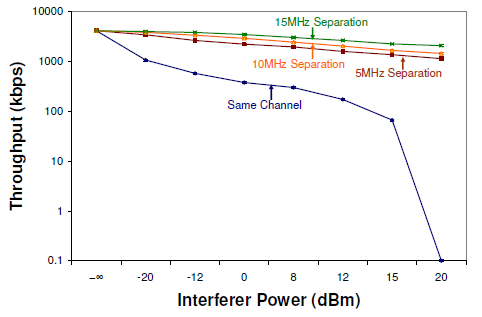 10000
15MHz Separation
1000
10MHz Separation
5MHz Separation
Same Channel
100
10
1
0.1
Throughput (kbps)
-∞ -20 -12 0 8 12 15 20
Interferer Power (dBm)